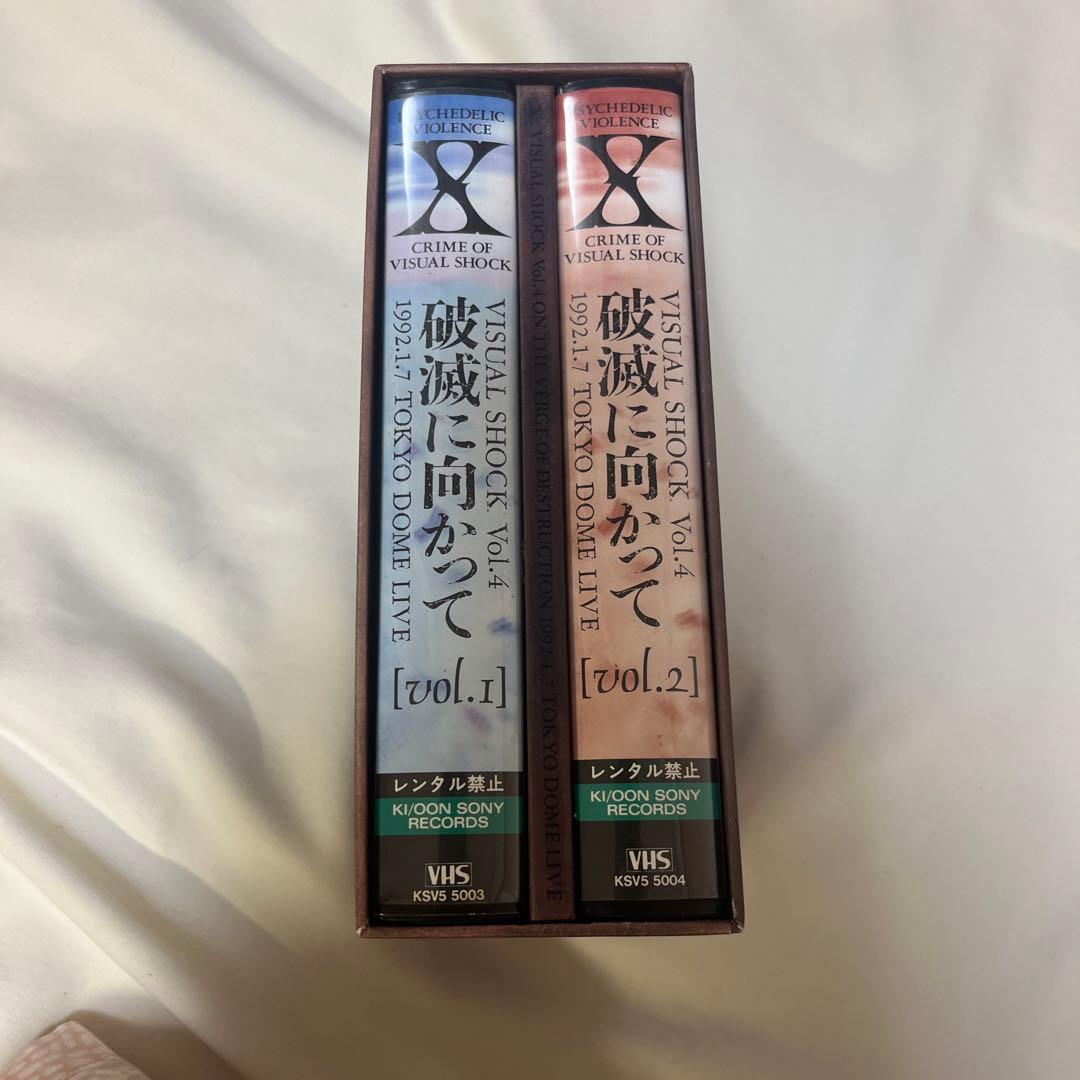 PSYCHEDELIC
VIOLENCE
X
CRIME OF
VISUAL SHOCK
VISUAL SHOCK Vol.4
破滅に向かって
1992.1.7 TOKYO DOME LIVE
[vol.1]
レンタル禁止
KI/OON SONY
RECORDS
VHS
KSV5 5003
X VISUAL SHOCK Vol.4 ON THE VERGE OF DESTRUCTION 1992.1.7 TOKYO DOME LIVE
PSYCHEDELIC
VIOLENCE
X
CRIME OF
VISUAL SHOCK
VISUAL SHOCK Vol.4
破滅に向かって
1992.1.7 TOKYO DOME LIVE
[vol.2]
レンタル禁止
KI/OON SONY
RECORDS
VHS
KSV5 5004